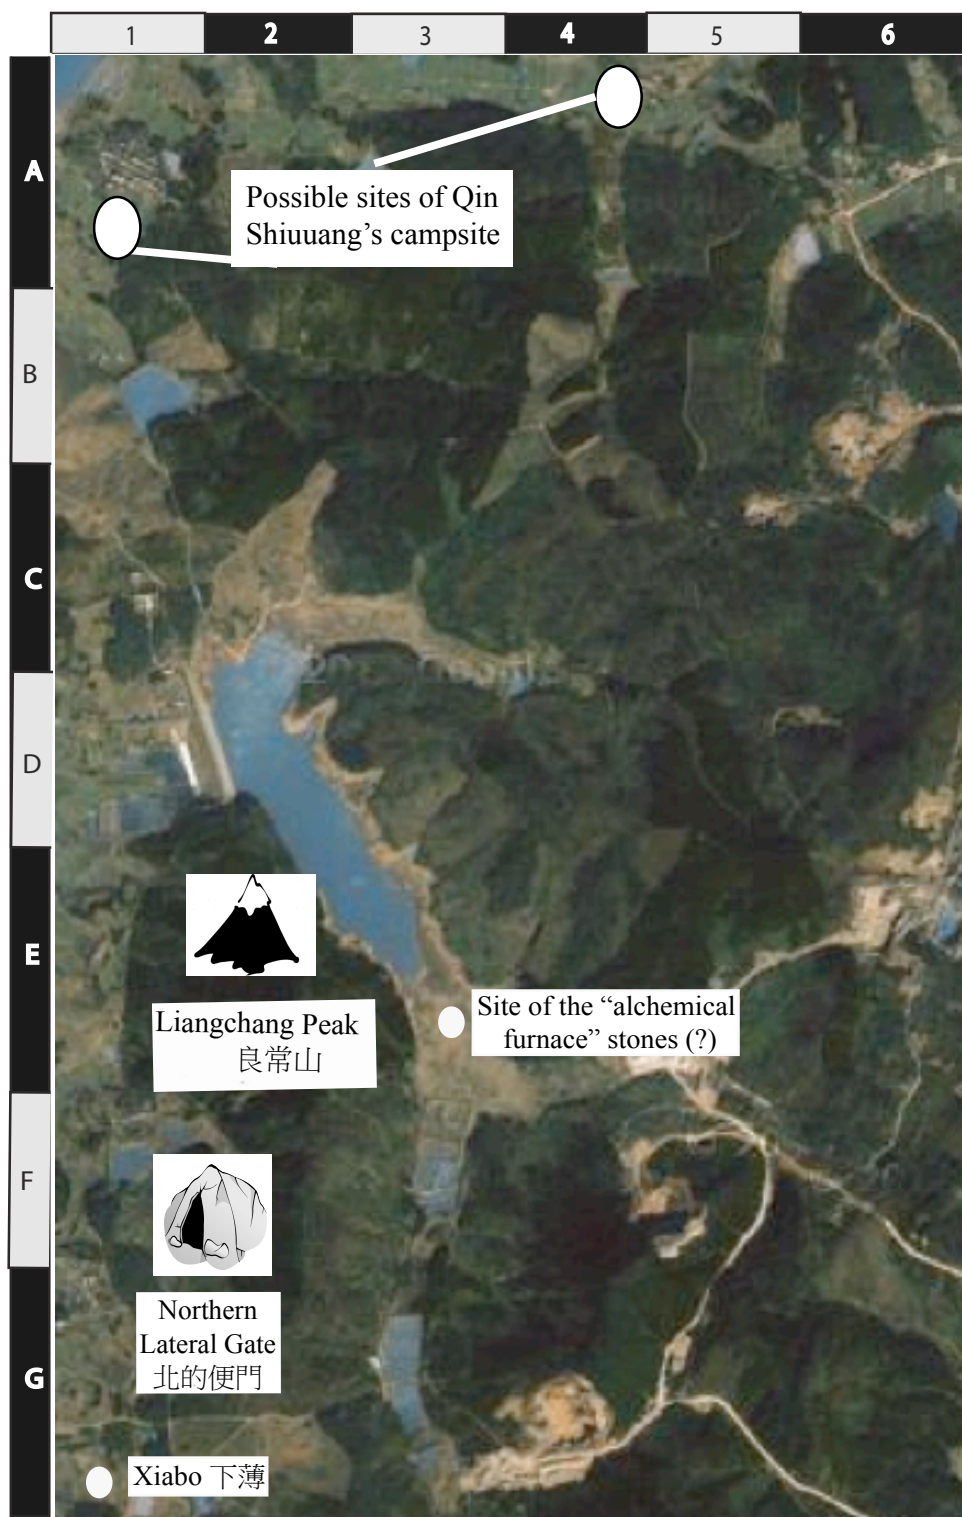 1 2 3 4 5 6
A
B
C
D
E
F
G
Possible sites of Qin
Shiuuang’s campsite
Liangchang Peak
良常山
Site of the “alchemical
furnace” stones (?)
Northern
Lateral Gate
北的便門
Xiabo 下薄